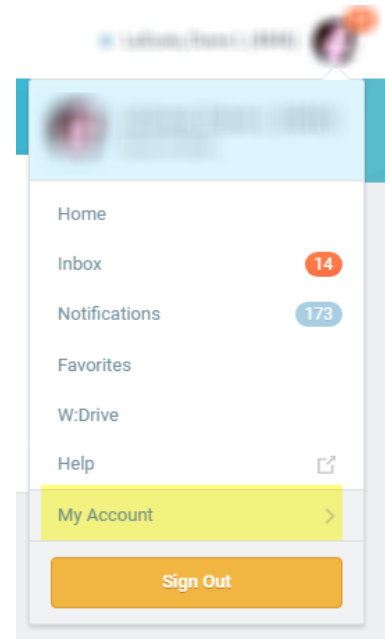 Home
Inbox 14
Notifications 173
Favorites
W:Drive
Help
My Account
Sign Out